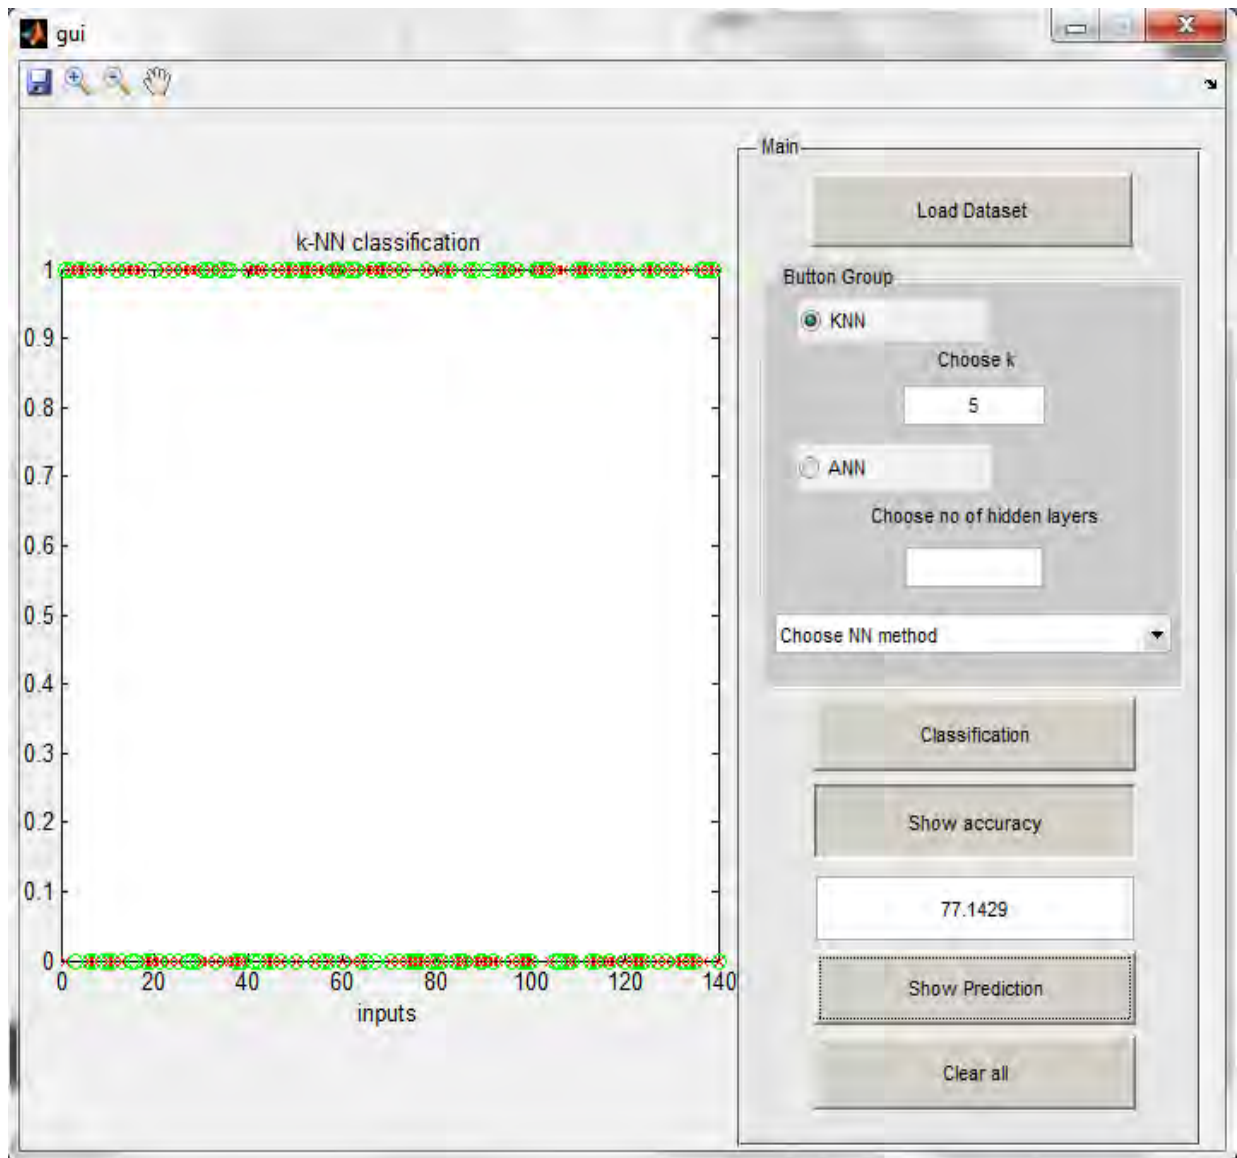 gui
Main
Load Dataset
k-NN classification
1
0.9
0.8
0.7
0.6
0.5
0.4
0.3
0.2
0.1
0
0 20 40 60 80 100 120 140
inputs
Button Group
KNN
Choose k
5
ANN
Choose no of hidden layers
Choose NN method
Classification
Show accuracy
77.1429
Show Prediction
Clear all